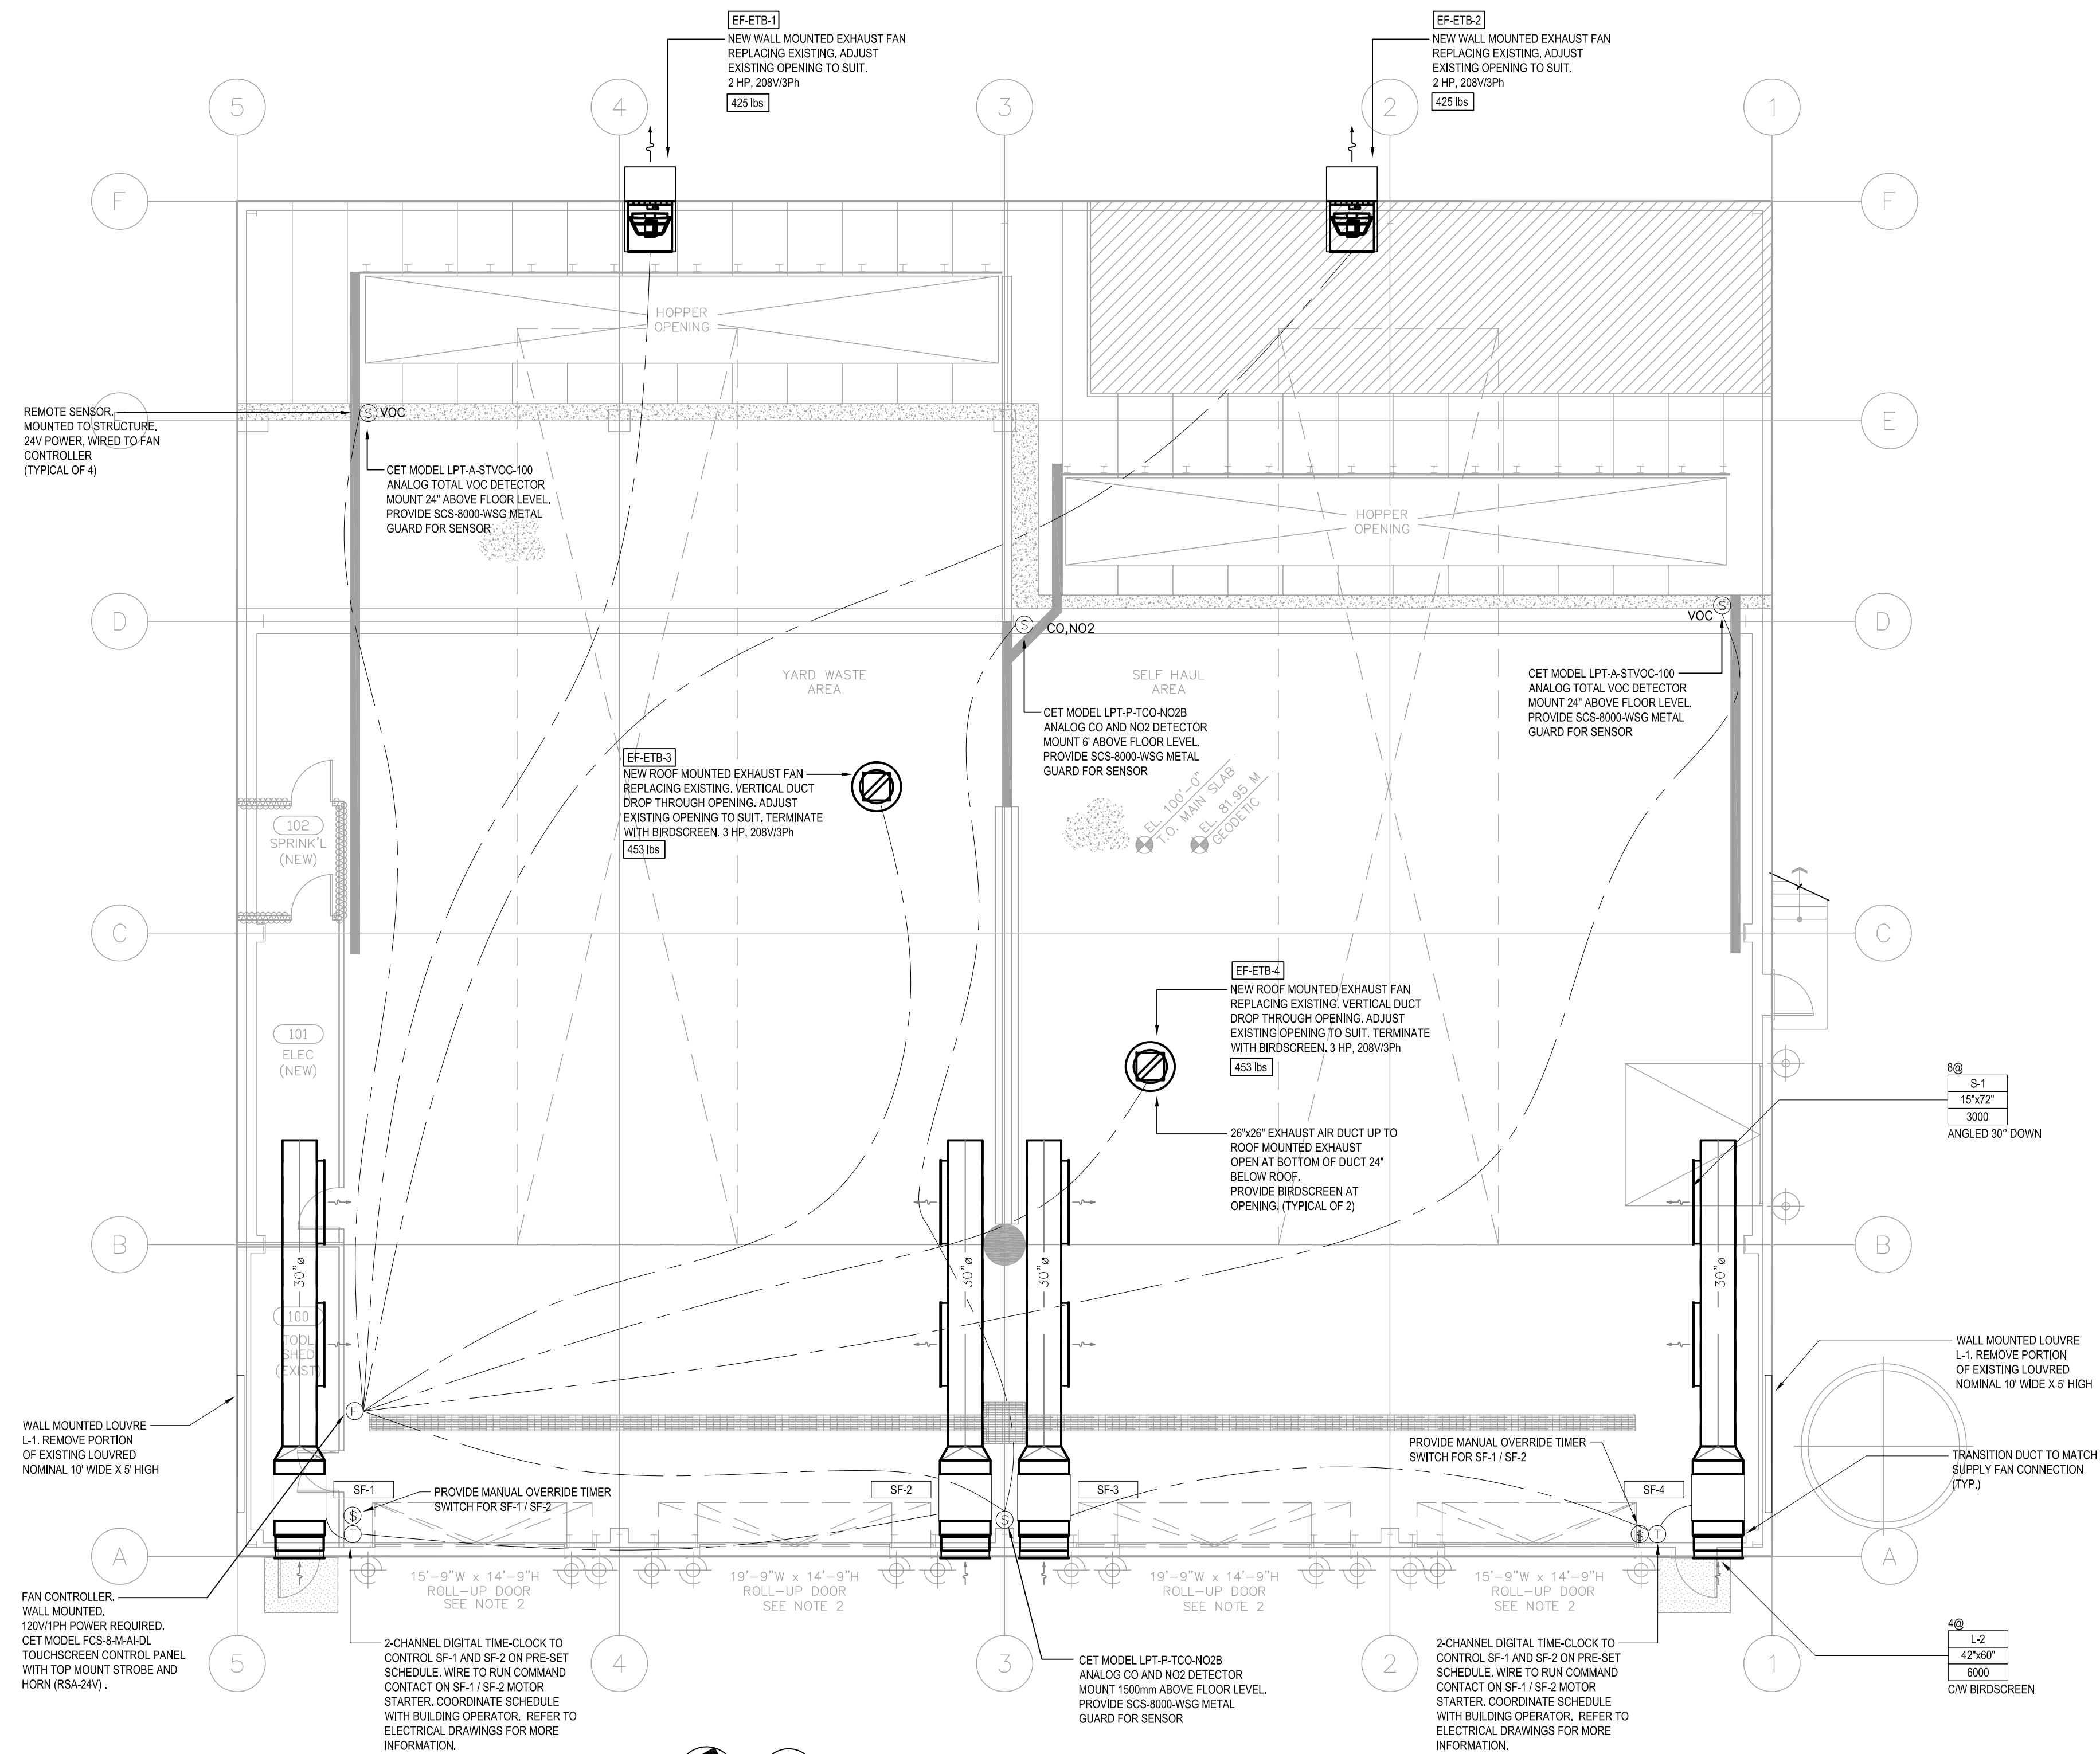 EF-ETB-1
NEW WALL MOUNTED EXHAUST FAN
REPLACING EXISTING. ADJUST
EXISTING OPENING TO SUIT.
2 HP, 208V/3Ph
425 lbs
EF-ETB-2
NEW WALL MOUNTED EXHAUST FAN
REPLACING EXISTING. ADJUST
EXISTING OPENING TO SUIT.
2 HP, 208V/3Ph
425 lbs
5
4
3
2
1
F
F
HOPPER
OPENING
REMOTE SENSOR.
MOUNTED TO STRUCTURE.
24V POWER, WIRED TO FAN
CONTROLLER
(TYPICAL OF 4)
S VOC
E
CET MODEL LPT-A-STVOC-100
ANALOG TOTAL VOC DETECTOR
MOUNT 24" ABOVE FLOOR LEVEL.
PROVIDE SCS-8000-WSG METAL
GUARD FOR SENSOR
HOPPER
OPENING
D
S CO,NO2
VOC S
D
YARD WASTE
AREA
SELF HAUL
AREA
CET MODEL LPT-A-STVOC-100
ANALOG TOTAL VOC DETECTOR
MOUNT 24" ABOVE FLOOR LEVEL.
PROVIDE SCS-8000-WSG METAL
GUARD FOR SENSOR
CET MODEL LPT-P-TCO-NO2B
ANALOG CO AND NO2 DETECTOR
MOUNT 6' ABOVE FLOOR LEVEL.
PROVIDE SCS-8000-WSG METAL
GUARD FOR SENSOR
EF-ETB-3
NEW ROOF MOUNTED EXHAUST FAN
REPLACING EXISTING. VERTICAL DUCT
DROP THROUGH OPENING. ADJUST
EXISTING OPENING TO SUIT. TERMINATE
WITH BIRDSCREEN. 3 HP, 208V/3Ph
453 lbs
EL. 100'-0"
T.O. MAIN SLAB
EL. 81.95 M
GEODETIC
102
SPRINK'L
(NEW)
C
C
EF-ETB-4
NEW ROOF MOUNTED EXHAUST FAN
REPLACING EXISTING. VERTICAL DUCT
DROP THROUGH OPENING. ADJUST
EXISTING OPENING TO SUIT. TERMINATE
WITH BIRDSCREEN. 3 HP, 208V/3Ph
453 lbs
101
ELEC
(NEW)
8@
S-1
15"x72"
3000
ANGLED 30° DOWN
26"x26" EXHAUST AIR DUCT UP TO
ROOF MOUNTED EXHAUST
OPEN AT BOTTOM OF DUCT 24"
BELOW ROOF.
PROVIDE BIRDSCREEN AT
OPENING. (TYPICAL OF 2)
B
B
30"ø
30"ø
30"ø
30"ø
100
TOOL
SHED
(EXIST)
WALL MOUNTED LOUVRE
L-1. REMOVE PORTION
OF EXISTING LOUVRED
NOMINAL 10' WIDE X 5' HIGH
F
WALL MOUNTED LOUVRE
L-1. REMOVE PORTION
OF EXISTING LOUVRED
NOMINAL 10' WIDE X 5' HIGH
PROVIDE MANUAL OVERRIDE TIMER
SWITCH FOR SF-1 / SF-2
TRANSITION DUCT TO MATCH
SUPPLY FAN CONNECTION
(TYP.)
SF-1
SF-2
SF-3
SF-4
PROVIDE MANUAL OVERRIDE TIMER
SWITCH FOR SF-1 / SF-2
$
T
S
$
T
A
A
15'-9"W x 14'-9"H
ROLL-UP DOOR
SEE NOTE 2
19'-9"W x 14'-9"H
ROLL-UP DOOR
SEE NOTE 2
19'-9"W x 14'-9"H
ROLL-UP DOOR
SEE NOTE 2
15'-9"W x 14'-9"H
ROLL-UP DOOR
SEE NOTE 2
FAN CONTROLLER.
WALL MOUNTED.
120V/1PH POWER REQUIRED.
CET MODEL FCS-8-M-AI-DL
TOUCHSCREEN CONTROL PANEL
WITH TOP MOUNT STROBE AND
HORN (RSA-24V) .
5
4
3
2
1
2-CHANNEL DIGITAL TIME-CLOCK TO
CONTROL SF-1 AND SF-2 ON PRE-SET
SCHEDULE. WIRE TO RUN COMMAND
CONTACT ON SF-1 / SF-2 MOTOR
STARTER. COORDINATE SCHEDULE
WITH BUILDING OPERATOR. REFER TO
ELECTRICAL DRAWINGS FOR MORE
INFORMATION.
CET MODEL LPT-P-TCO-NO2B
ANALOG CO AND NO2 DETECTOR
MOUNT 1500mm ABOVE FLOOR LEVEL.
PROVIDE SCS-8000-WSG METAL
GUARD FOR SENSOR
2-CHANNEL DIGITAL TIME-CLOCK TO
CONTROL SF-1 AND SF-2 ON PRE-SET
SCHEDULE. WIRE TO RUN COMMAND
CONTACT ON SF-1 / SF-2 MOTOR
STARTER. COORDINATE SCHEDULE
WITH BUILDING OPERATOR. REFER TO
ELECTRICAL DRAWINGS FOR MORE
INFORMATION.
4@
L-2
42"x60"
6000
C/W BIRDSCREEN